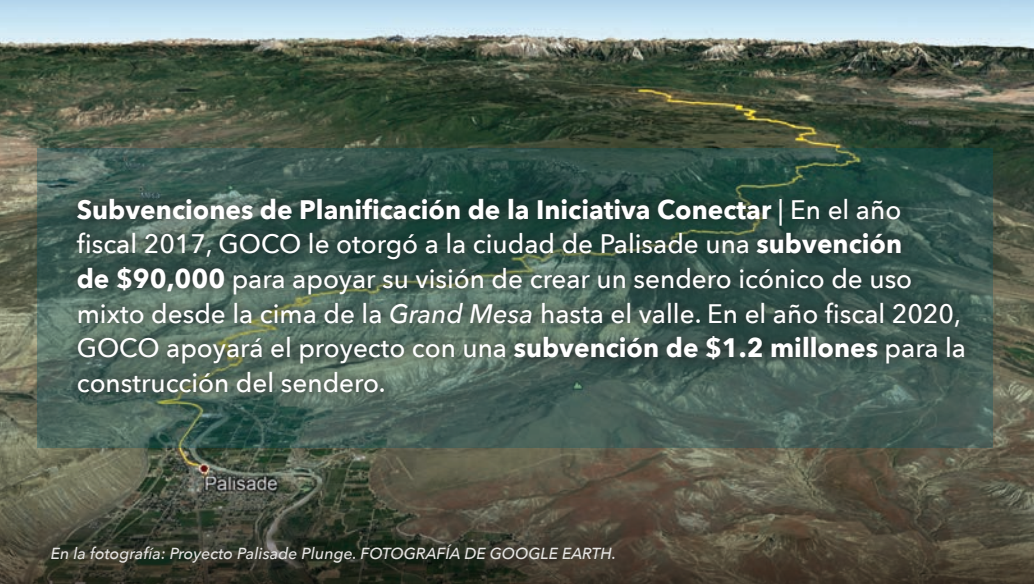 Subvenciones de Planificación de la Iniciativa Conectar | En el año
fiscal 2017, GOCO le otorgó a la ciudad de Palisade una subvención
de $90,000 para apoyar su visión de crear un sendero icónico de uso
mixto desde la cima de la Grand Mesa hasta el valle. En el año fiscal 2020,
GOCO apoyará el proyecto con una subvención de $1.2 millones para la
construcción del sendero.
Palisade
En la fotografía: Proyecto Palisade Plunge. FOTOGRAFÍA DE GOOGLE EARTH.